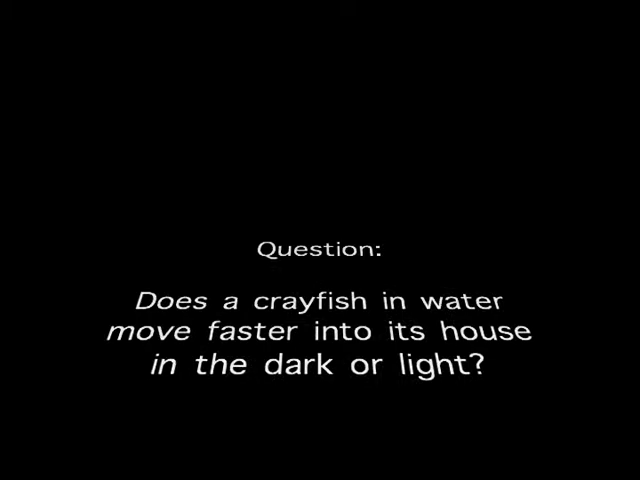 Question:
Does a crayfish in water
move faster into its house
in the dark or light?